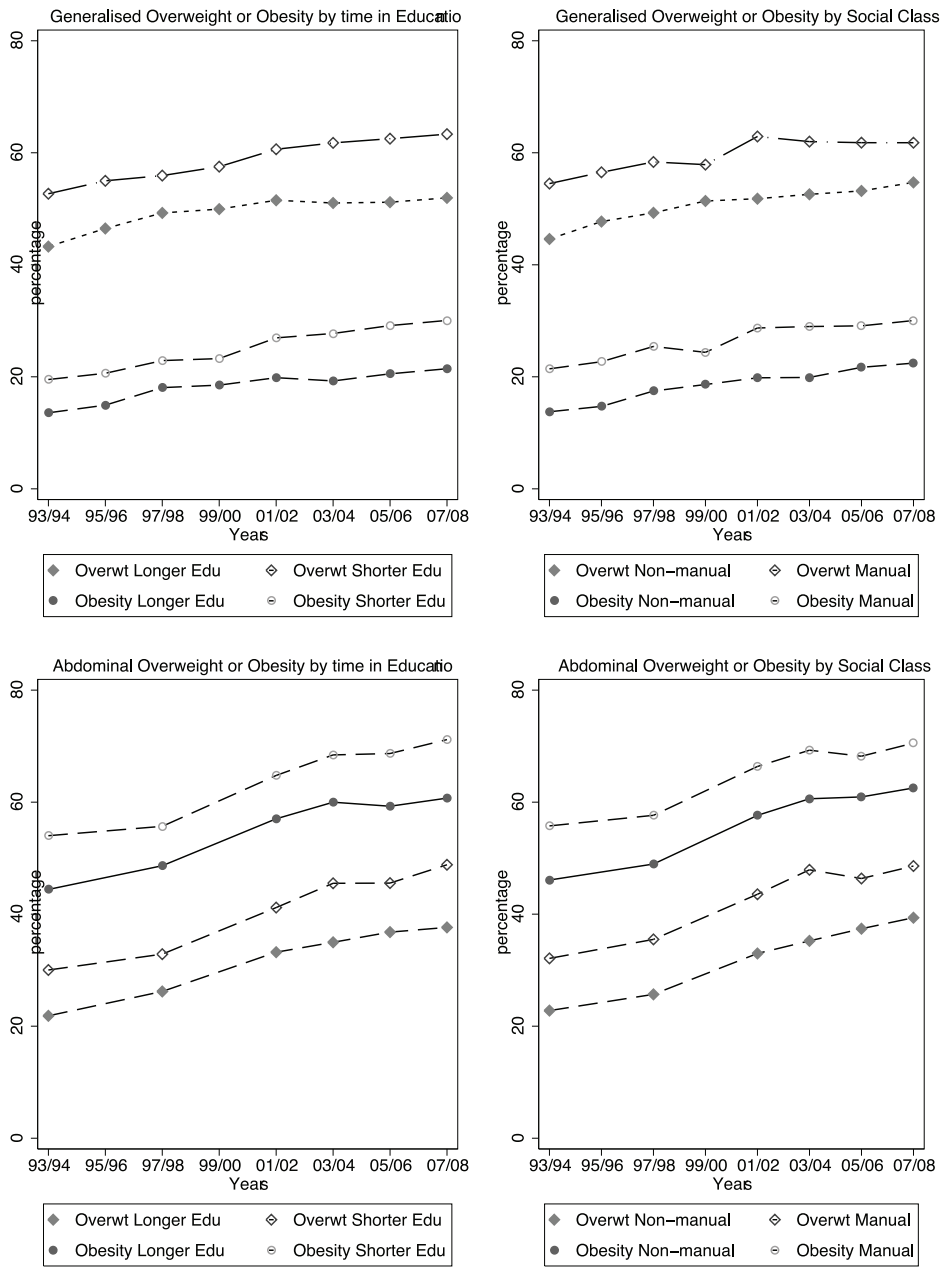 Generalised Overweight or Obesity by time in Educatio
80
60
40
20
0
percentage
93/94 95/96 97/98 99/00 01/02 03/04 05/06 07/08
Years
Overwt Longer Edu Overwt Shorter Edu
Obesity Longer Edu Obesity Shorter Edu
Generalised Overweight or Obesity by Social Class
80
60
40
20
0
percentage
93/94 95/96 97/98 99/00 01/02 03/04 05/06 07/08
Years
Overwt Non−manual Overwt Manual
Obesity Non−manual Obesity Manual
Abdominal Overweight or Obesity by time in Educatio
80
60
40
20
0
percentage
93/94 95/96 97/98 99/00 01/02 03/04 05/06 07/08
Years
Overwt Longer Edu Overwt Shorter Edu
Obesity Longer Edu Obesity Shorter Edu
Abdominal Overweight or Obesity by Social Class
80
60
40
20
0
percentage
93/94 95/96 97/98 99/00 01/02 03/04 05/06 07/08
Years
Overwt Non−manual Overwt Manual
Obesity Non−manual Obesity Manual